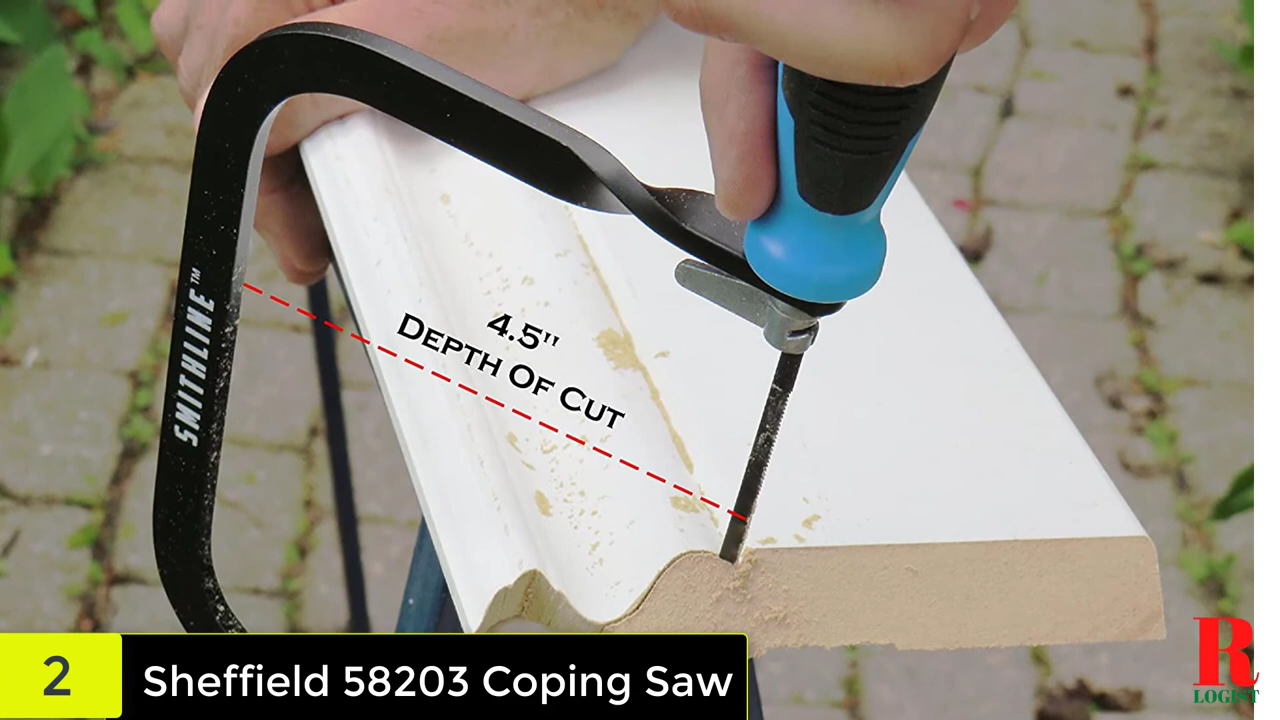 SMITHLINE™
4.5"
DEPTH OF CUT
2
Sheffield 58203 Coping Saw
R
LOGIST